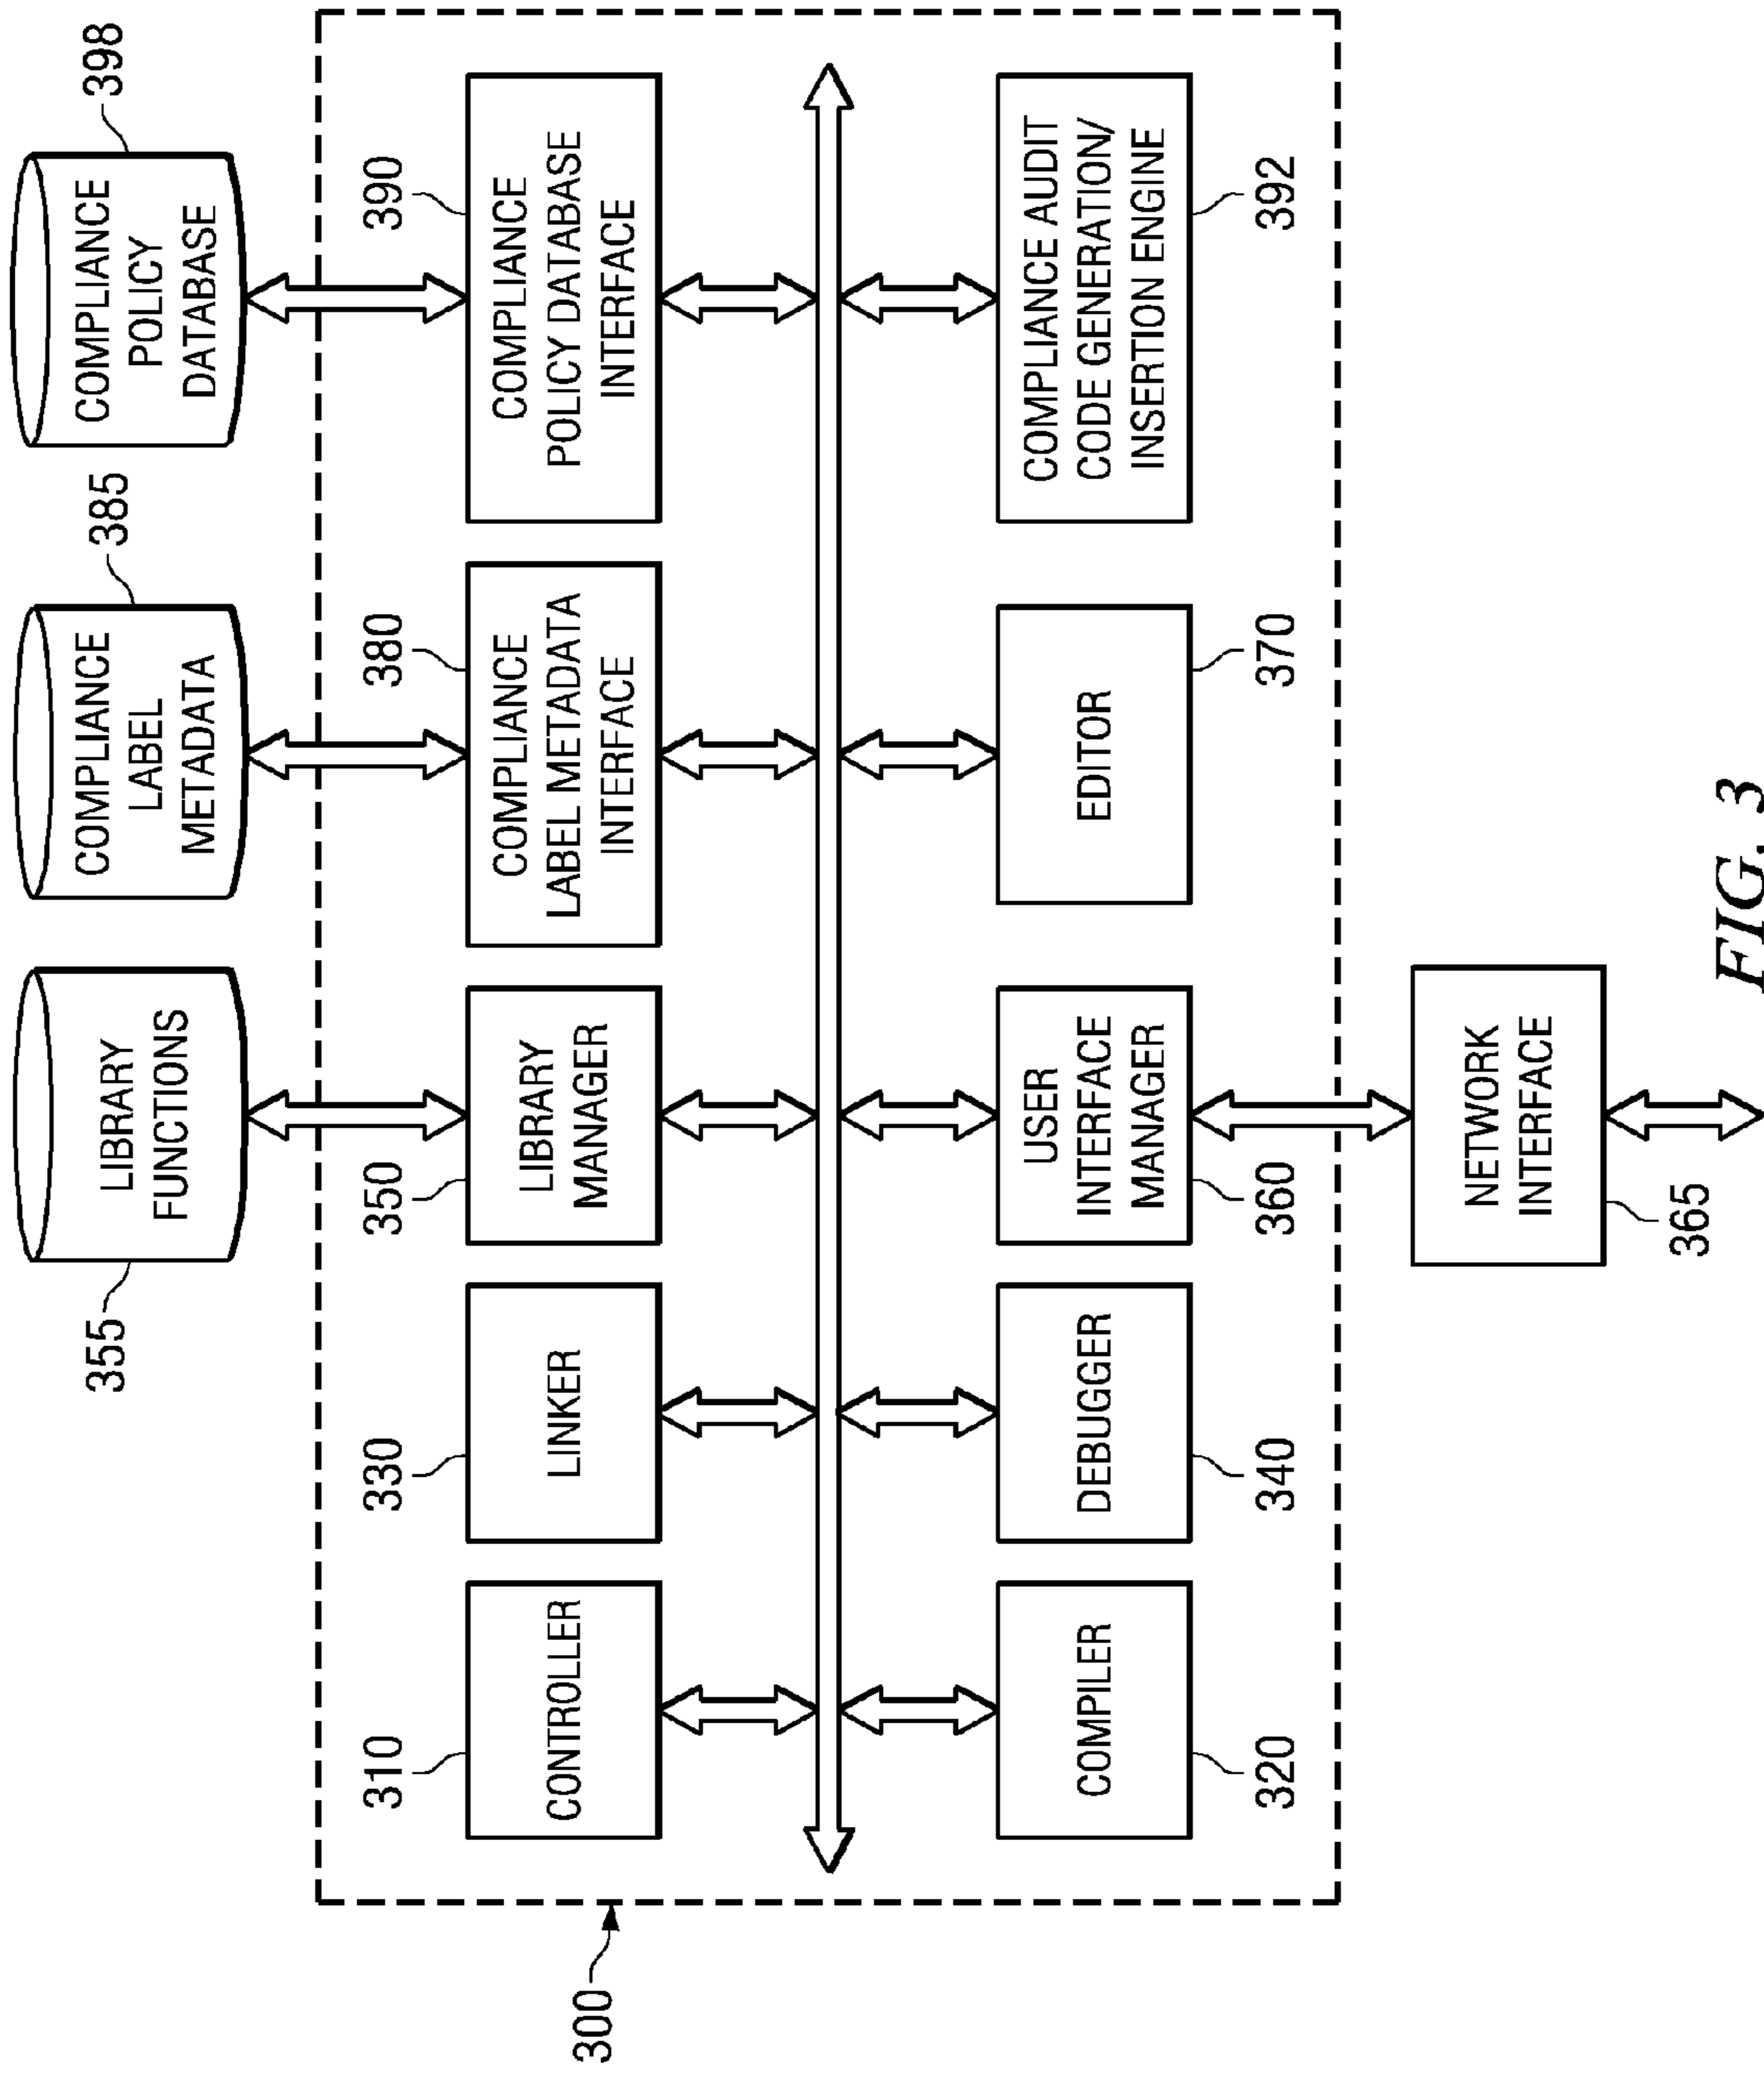 LIBRARY
FUNCTIONS
355
COMPLIANCE
LABEL
METADATA
385
COMPLIANCE
POLICY
DATABASE
398
300
310
CONTROLLER
330
LINKER
350
LIBRARY
MANAGER
380
COMPLIANCE
LABEL METADATA
INTERFACE
390
COMPLIANCE
POLICY DATABASE
INTERFACE
COMPILER
320
DEBUGGER
340
USER
INTERFACE
MANAGER
360
EDITOR
370
COMPLIANCE AUDIT
CODE GENERATION/
INSERTION ENGINE
392
NETWORK
INTERFACE
365
FIG. 3